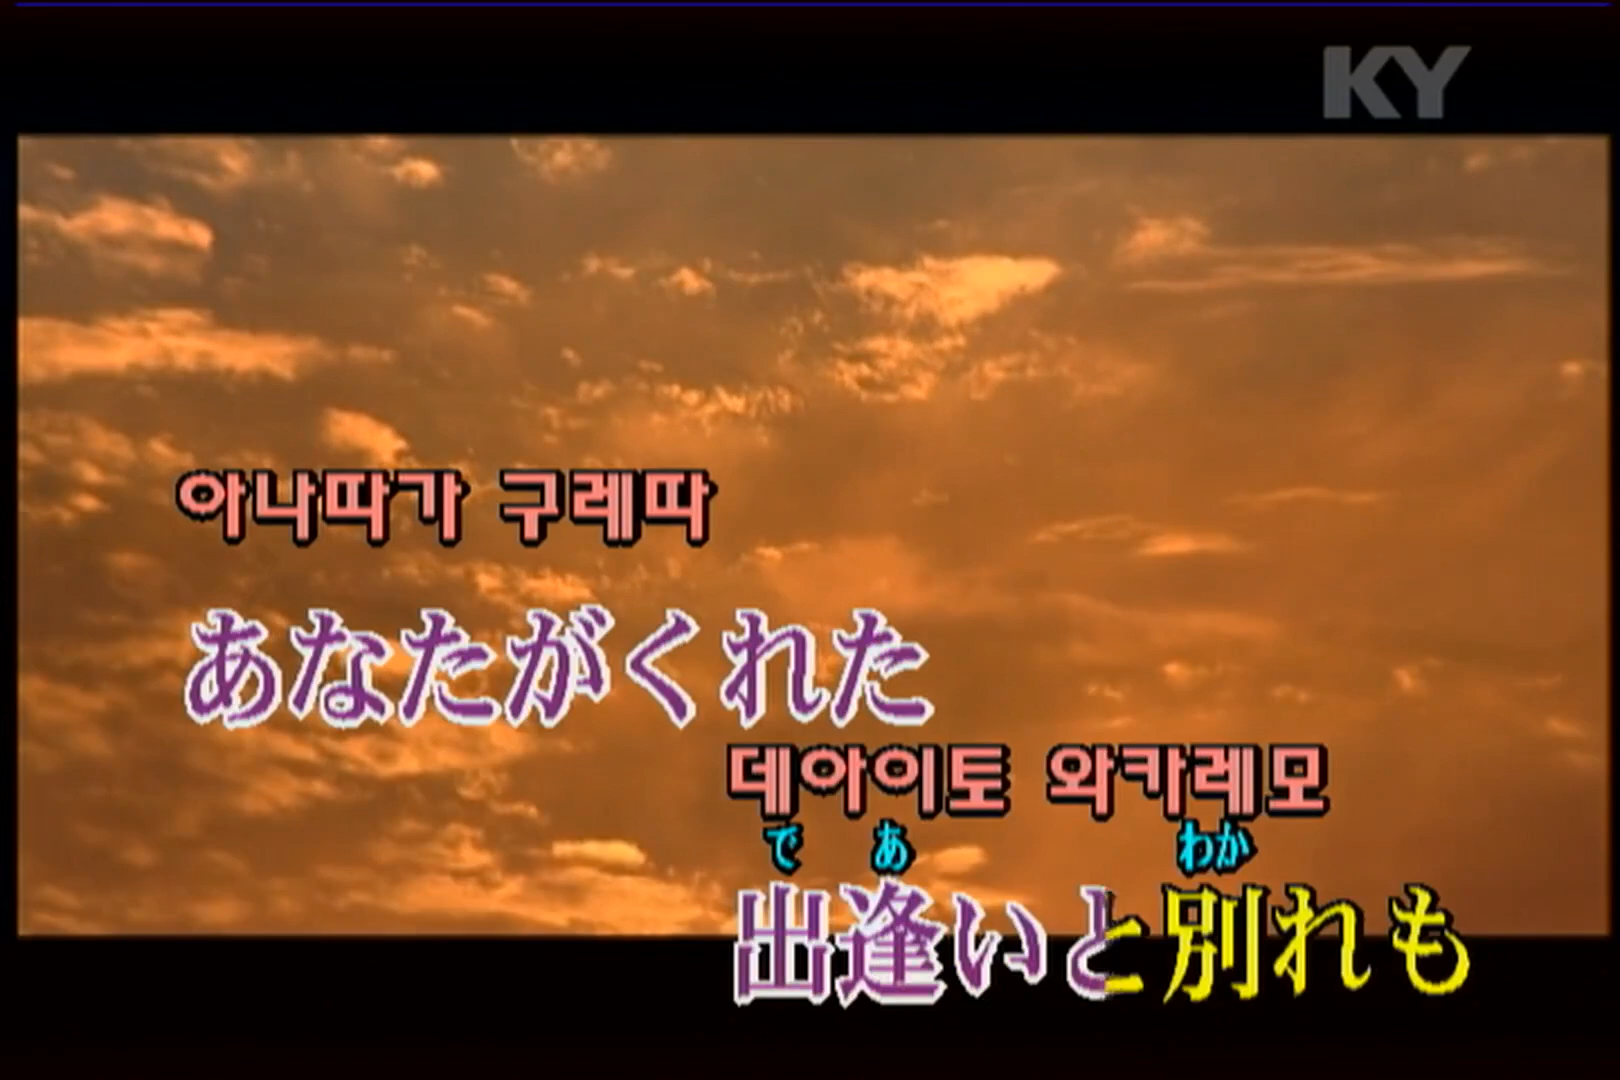 KY
아나따가 구레따
あなたがくれた
데아이토 와카레모
で あ わか
出逢いと別れも